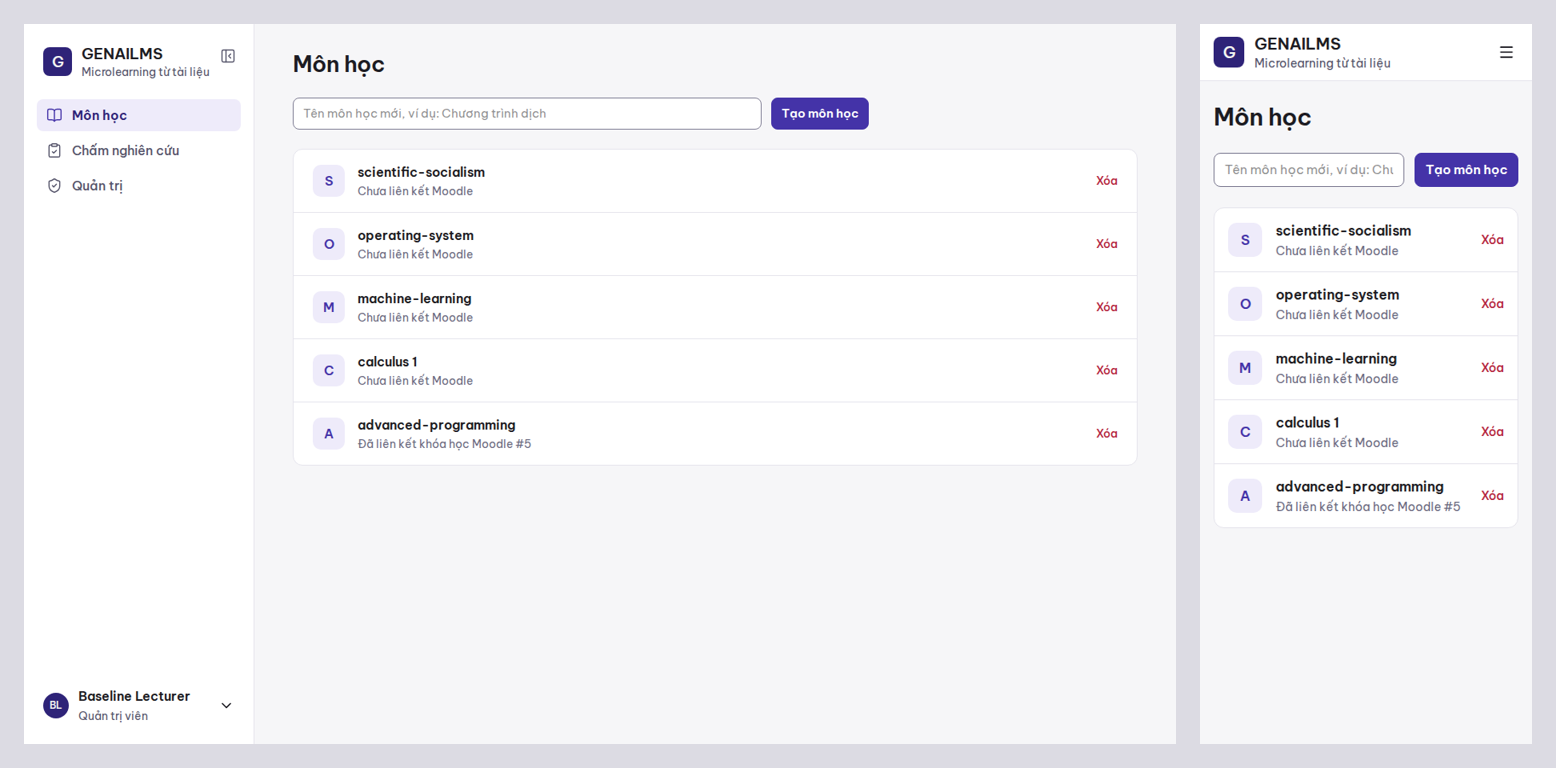 G
GENAILMS
Microlearning từ tài liệu
Môn học
Chấm nghiên cứu
Quản trị
BL
Baseline Lecturer
Quản trị viên
Môn học
Tên môn học mới, ví dụ: Chương trình dịch
Tạo môn học
S
scientific-socialism
Chưa liên kết Moodle
Xóa
O
operating-system
Chưa liên kết Moodle
Xóa
M
machine-learning
Chưa liên kết Moodle
Xóa
C
calculus 1
Chưa liên kết Moodle
Xóa
A
advanced-programming
Đã liên kết khóa học Moodle #5
Xóa
G
GENAILMS
Microlearning từ tài liệu
Môn học
Tên môn học mới, ví dụ: Chư
Tạo môn học
S
scientific-socialism
Chưa liên kết Moodle
Xóa
O
operating-system
Chưa liên kết Moodle
Xóa
M
machine-learning
Chưa liên kết Moodle
Xóa
C
calculus 1
Chưa liên kết Moodle
Xóa
A
advanced-programming
Đã liên kết khóa học Moodle #5
Xóa